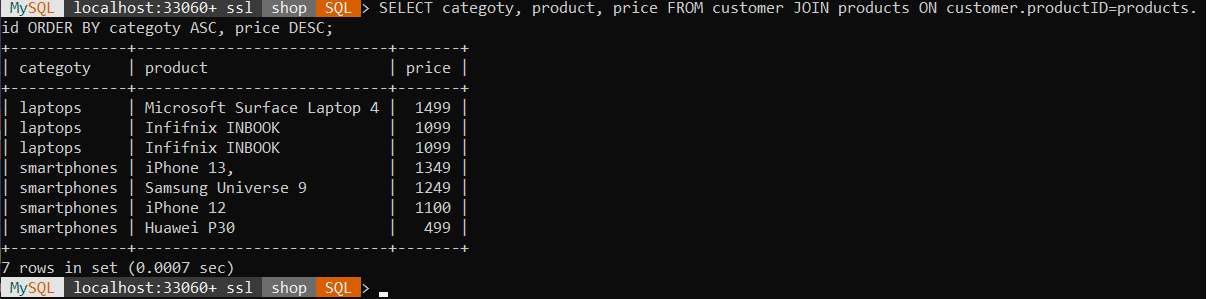 MySQL localhost:33060+ ssl shop SQL > SELECT categoty, product, price FROM customer JOIN products ON customer.productID=products.
id ORDER BY categoty ASC, price DESC;
+-------------+----------------------------+-------+
| categoty    | product                    | price |
+-------------+----------------------------+-------+
| laptops     | Microsoft Surface Laptop 4 |  1499 |
| laptops     | Infifnix INBOOK            |  1099 |
| laptops     | Infifnix INBOOK            |  1099 |
| smartphones | iPhone 13,                 |  1349 |
| smartphones | Samsung Universe 9         |  1249 |
| smartphones | iPhone 12                  |  1100 |
| smartphones | Huawei P30                 |   499 |
+-------------+----------------------------+-------+
7 rows in set (0.0007 sec)
MySQL localhost:33060+ ssl shop SQL > _